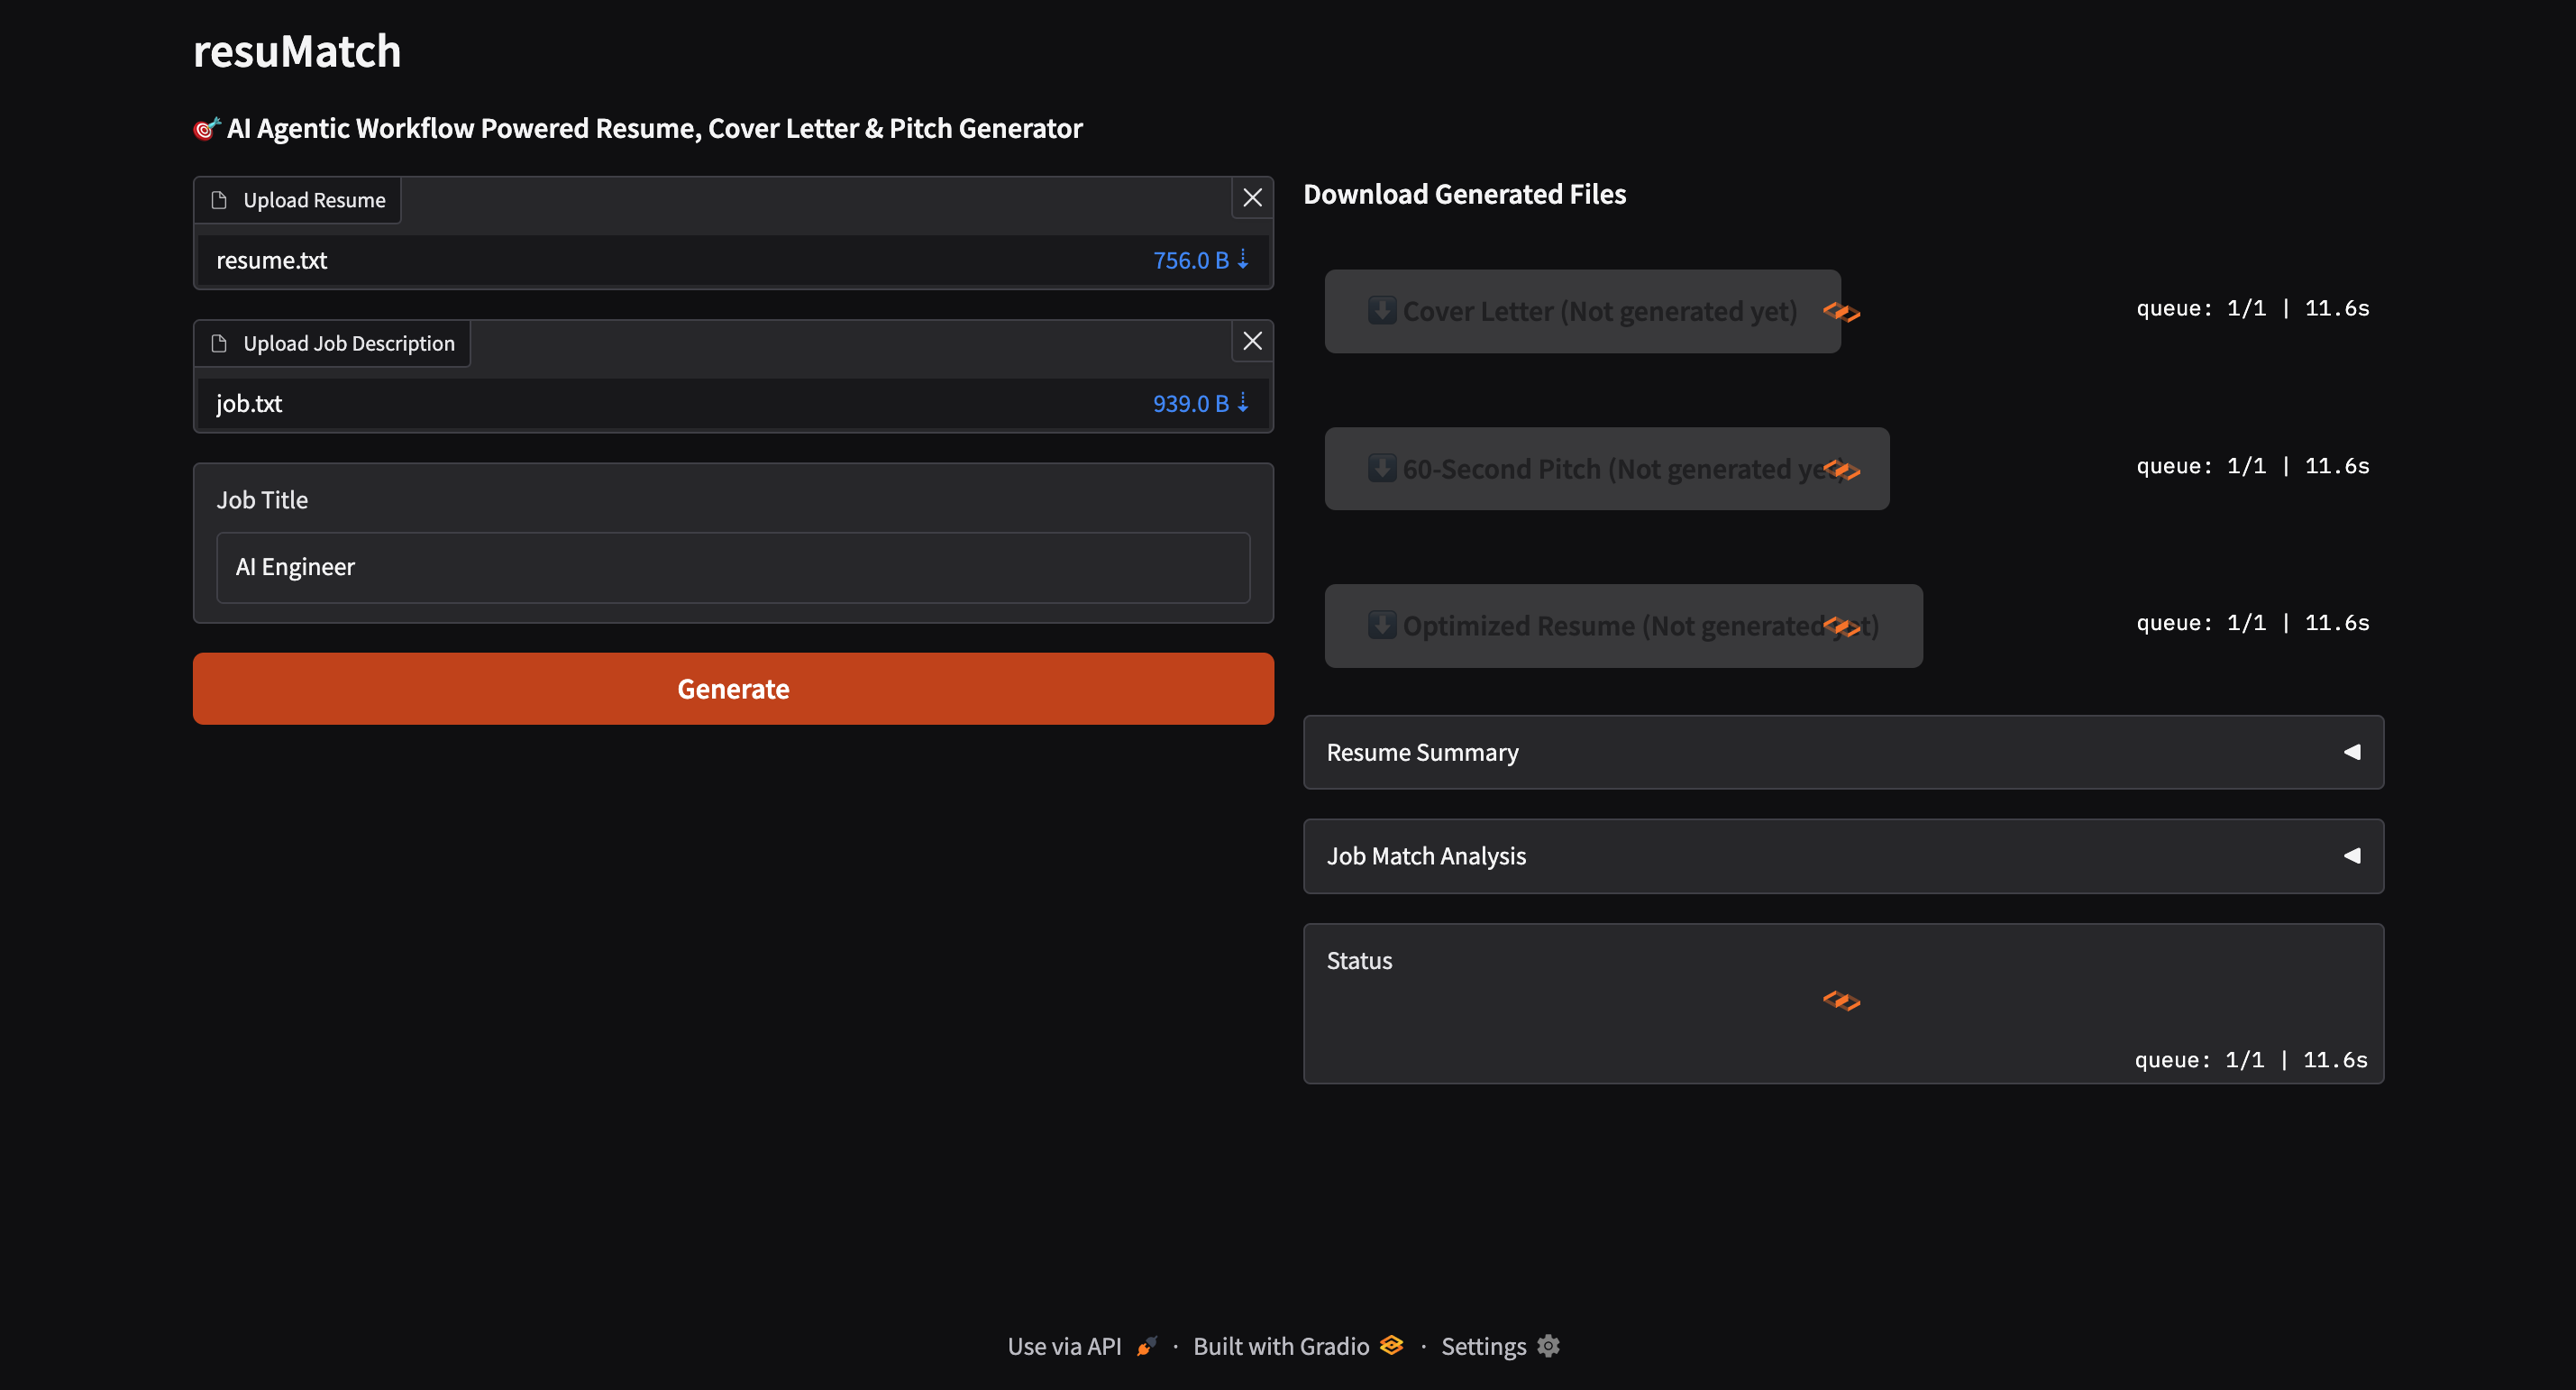 resuMatch
🎯 AI Agentic Workflow Powered Resume, Cover Letter & Pitch Generator
Upload Resume
resume.txt 756.0 B ⇣
Upload Job Description
job.txt 939.0 B ⇣
Job Title
AI Engineer
Generate
Download Generated Files
⬇️ Cover Letter (Not generated yet)
queue: 1/1 | 11.6s
⬇️ 60-Second Pitch (Not generated yet)
queue: 1/1 | 11.6s
⬇️ Optimized Resume (Not generated yet)
queue: 1/1 | 11.6s
Resume Summary
Job Match Analysis
Status
queue: 1/1 | 11.6s
Use via API · Built with Gradio · Settings